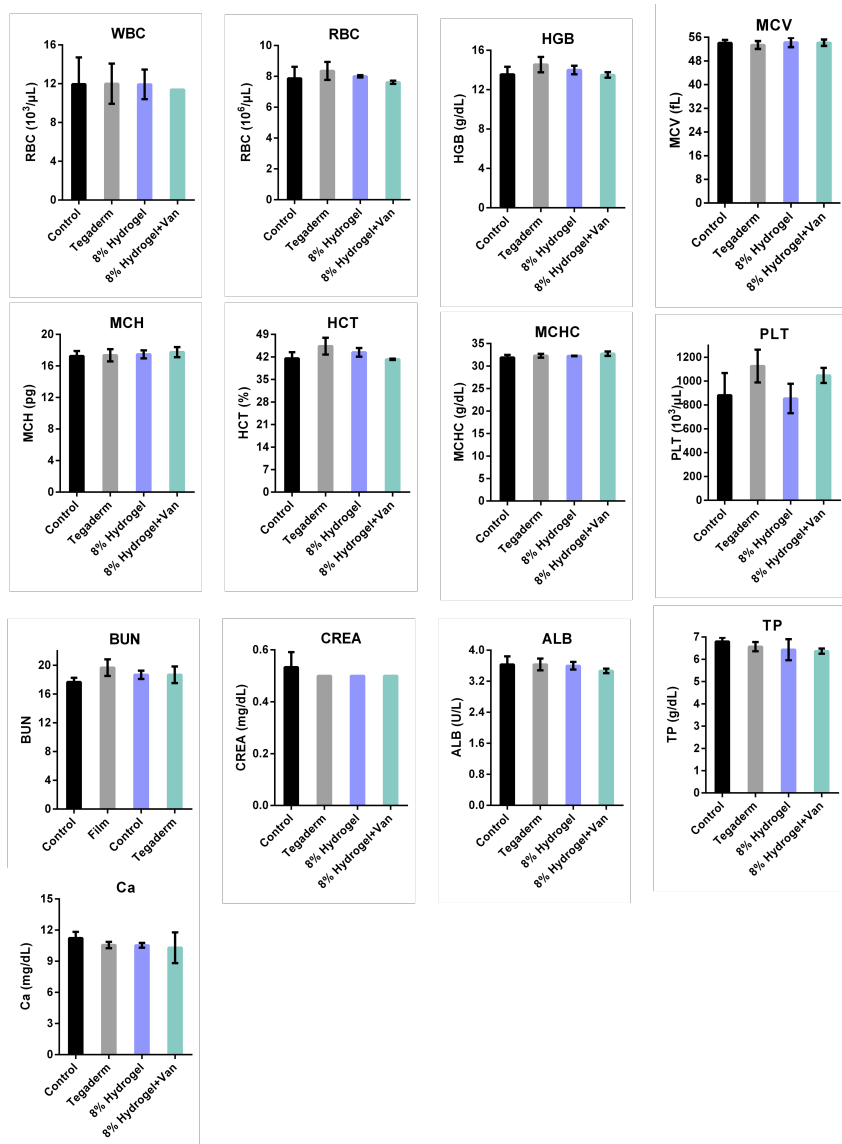 WBC
RBC (10³/μL)
16
12
8
4
0
Control
Tegaderm
8% Hydrogel
8% Hydrogel+Van
RBC
RBC (10⁶/μL)
10
8
6
4
2
0
Control
Tegaderm
8% Hydrogel
8% Hydrogel+Van
HGB
HGB (g/dL)
16
12
8
4
0
Control
Tegaderm
8% Hydrogel
8% Hydrogel+Van
MCV
MCV (fL)
56
48
40
32
24
16
8
0
Control
Tegaderm
8% Hydrogel
8% Hydrogel+Van
MCH
MCH (pg)
20
16
12
8
4
0
Control
Tegaderm
8% Hydrogel
8% Hydrogel+Van
HCT
HCT (%)
49
42
35
28
21
14
7
0
Control
Tegaderm
8% Hydrogel
8% Hydrogel+Van
MCHC
MCHC (g/dL)
35
30
25
20
15
10
5
0
Control
Tegaderm
8% Hydrogel
8% Hydrogel+Van
PLT
PLT (10³/μL)
1200
1000
800
600
400
200
0
Control
Tegaderm
8% Hydrogel
8% Hydrogel+Van
BUN
BUN
20
16
12
8
4
0
Control
Film
Control
Tegaderm
CREA
CREA (mg/dL)
0.6
0.4
0.2
0.0
Control
Tegaderm
8% Hydrogel
8% Hydrogel+Van
ALB
ALB (U/L)
4.0
3.2
2.4
1.6
0.8
0.0
Control
Tegaderm
8% Hydrogel
8% Hydrogel+Van
TP
TP (g/dL)
7
6
5
4
3
2
1
0
Control
Tegaderm
8% Hydrogel
8% Hydrogel+Van
Ca
Ca (mg/dL)
15
12
9
6
3
0
Control
Tegaderm
8% Hydrogel
8% Hydrogel+Van